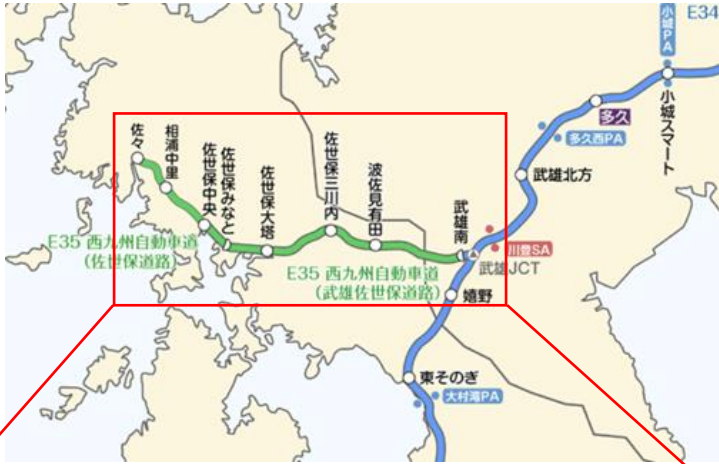 小城PA
E34
小城スマート
多久
多久西PA
武雄北方
佐々
相浦中里
佐世保中央
佐世保みなと
佐世保大塔
佐世保三川内
波佐見有田
武雄南
川登SA
武雄JCT
E35 西九州自動車道
(佐世保道路)
E35 西九州自動車道
(武雄佐世保道路)
嬉野
東そのぎ
大村湾PA